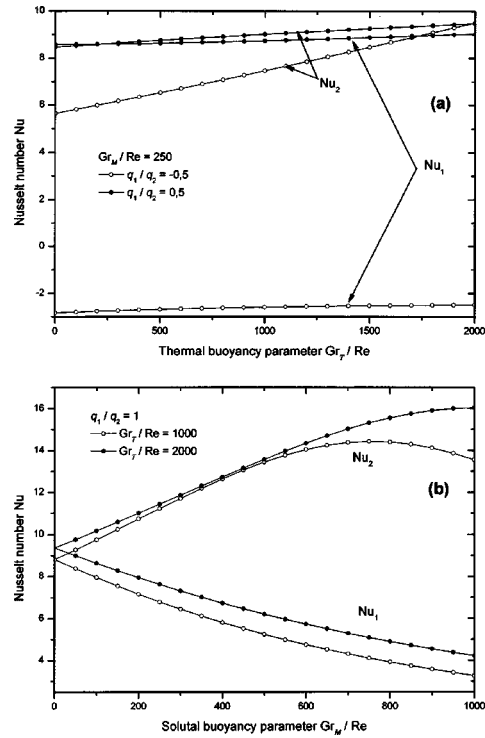 10
8
6
4
2
0
-2
Nusselt number Nu
Nu2
(a)
GrM / Re = 250
q1 / q2 = -0,5
q1 / q2 = 0,5
Nu1
0 500 1000 1500 2000
Thermal buoyancy parameter GrT / Re
16
14
12
10
8
6
4
Nusselt number Nu
q1 / q2 = 1
GrT / Re = 1000
GrT / Re = 2000
Nu2
(b)
Nu1
0 200 400 600 800 1000
Solutal buoyancy parameter GrM / Re